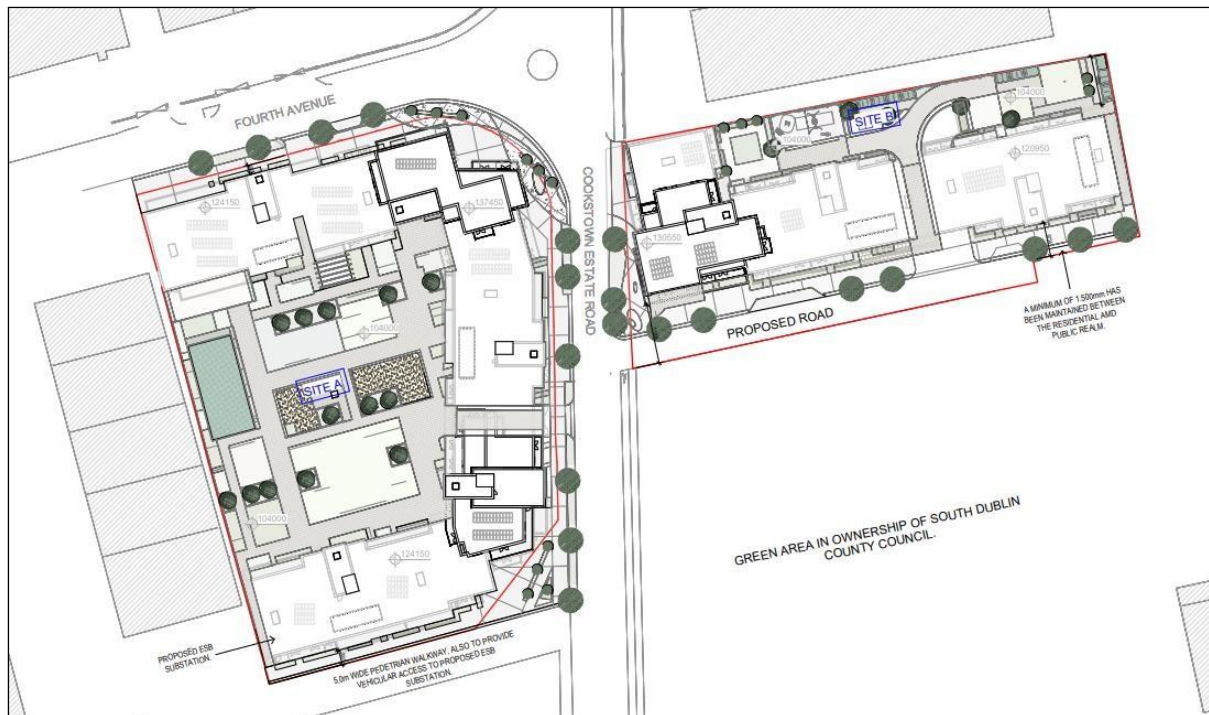 FOURTH AVENUE
COOKSTOWN ESTATE ROAD
SITE B
104000
104000
120950
124150
137450
130550
PROPOSED ROAD
A MINIMUM OF 1.500mm HAS
BEEN MAINTAINED BETWEEN
THE RESIDENTIAL AMD
PUBLIC REALM.
104000
SITE A
104000
124150
GREEN AREA IN OWNERSHIP OF SOUTH DUBLIN
COUNTY COUNCIL.
PROPOSED ESB
SUBSTATION.
5.0m WIDE PEDETRIAN WALKWAY, ALSO TO PROVIDE
VEHICULAR ACCESS TO PROPOSED ESB
SUBSTATION.